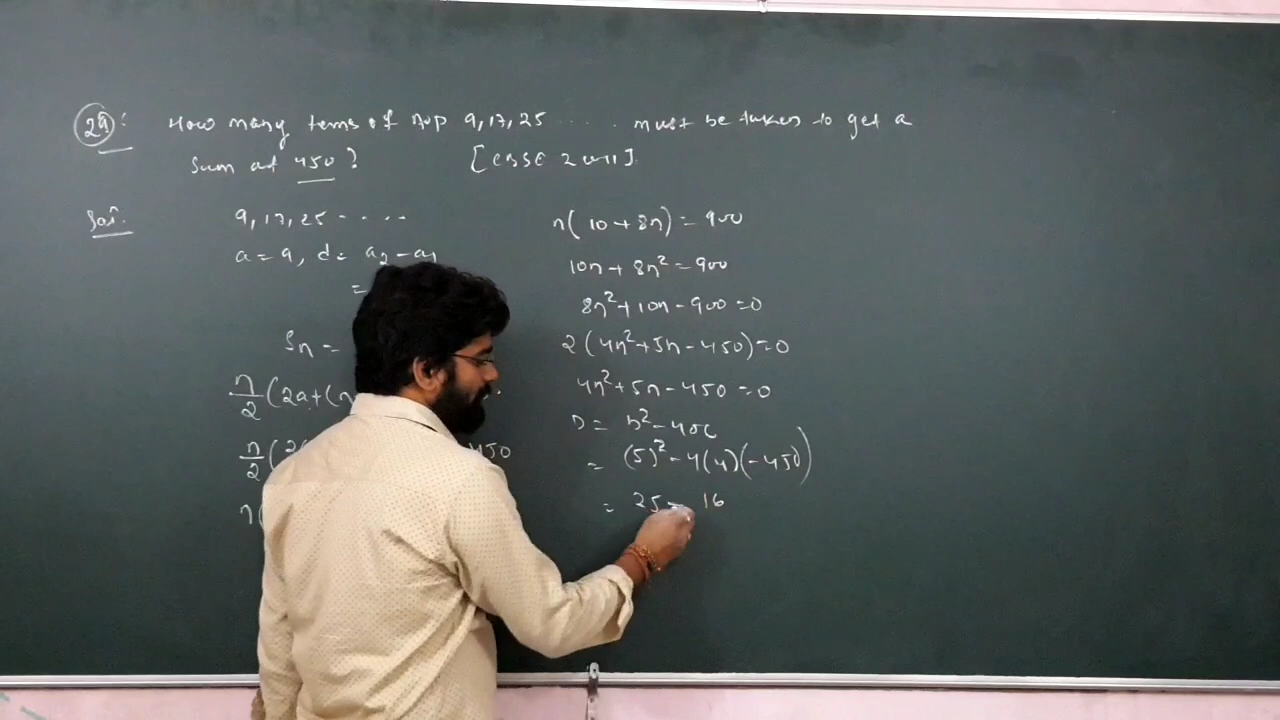 29: How many terms of A.P 9, 17, 25 ..... must be taken to get a
sum of 450? [CBSE 2011].
Sol. 9, 17, 25 - - - -
a = 9, d = a₂ - a₁
=
Sn =
n/2 (2a + (n
n/2 (2 450
n(
n(10 + 8n) = 900
10n + 8n² = 900
8n² + 10n - 900 = 0
2(4n² + 5n - 450) = 0
4n² + 5n - 450 = 0
D = b² - 4ac
= (5)² - 4(4)(-450)
= 25 - 16